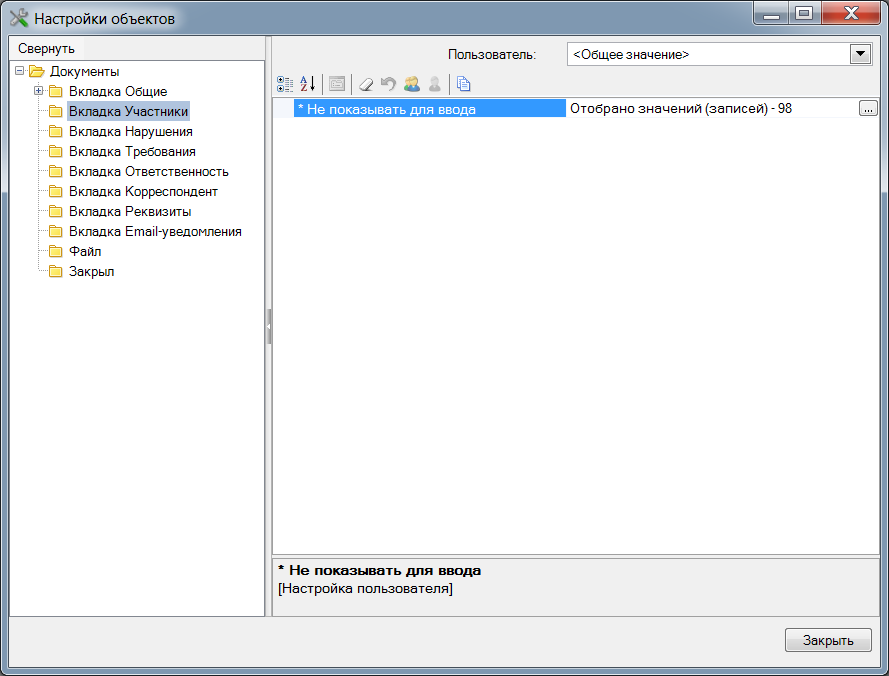 Настройки объектов
Свернуть
Документы
Вкладка Общие
Вкладка Участники
Вкладка Нарушения
Вкладка Требования
Вкладка Ответственность
Вкладка Корреспондент
Вкладка Реквизиты
Вкладка Email-уведомления
Файл
Закрыл
Пользователь: <Общее значение>
* Не показывать для ввода Отобрано значений (записей) - 98 ...
* Не показывать для ввода
[Настройка пользователя]
Закрыть